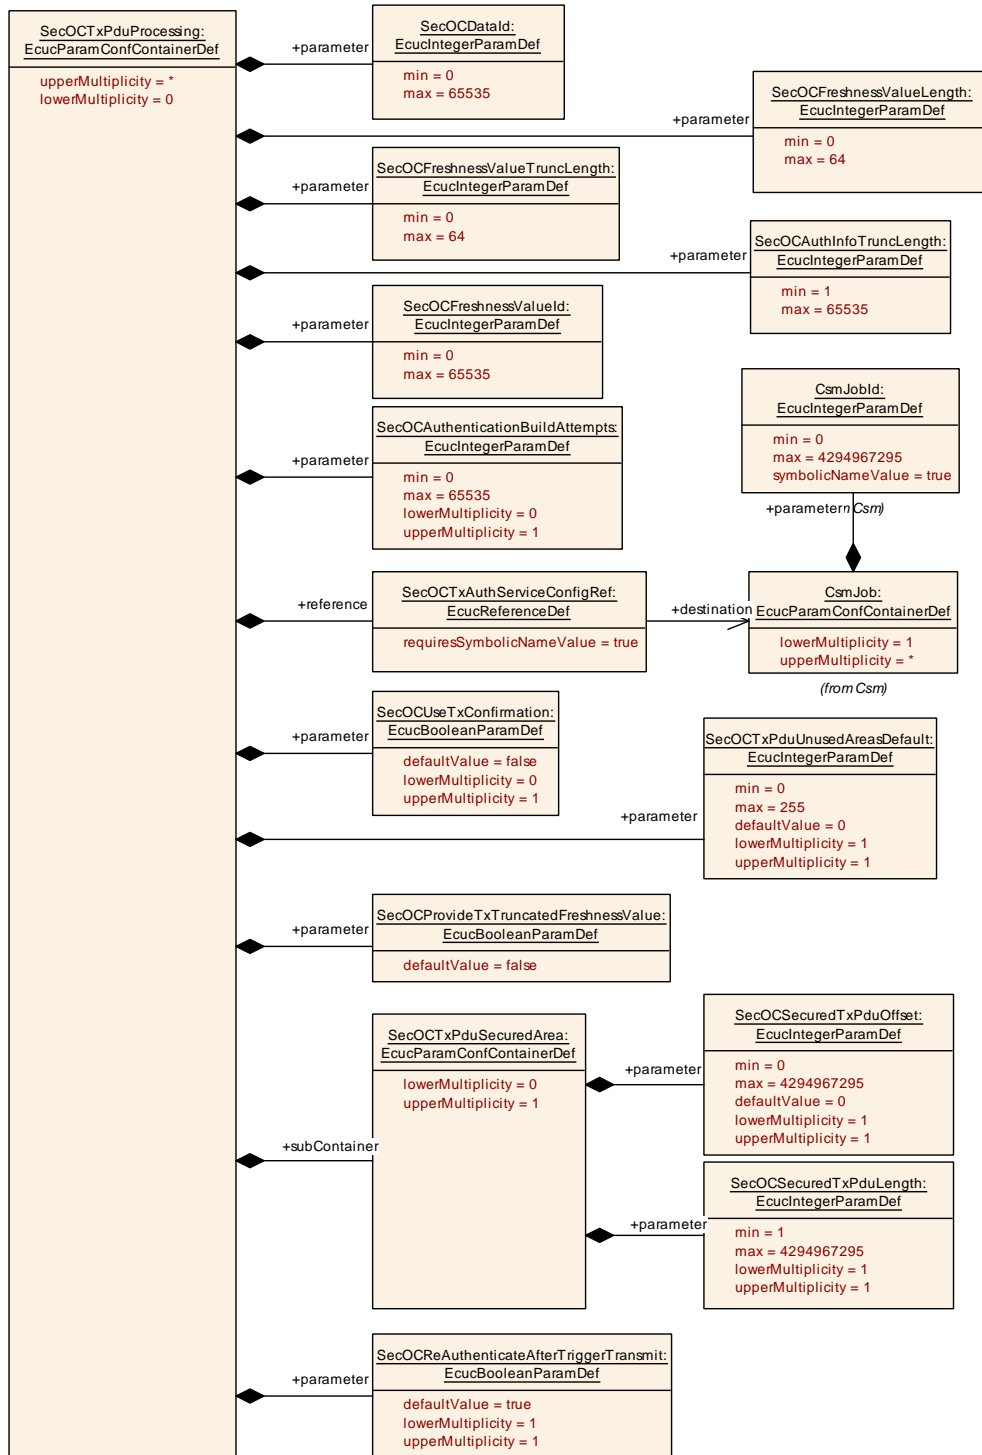 SecOCTxPduProcessing:
EcucParamConfContainerDef
upperMultiplicity = *
lowerMultiplicity = 0
+parameter
SecOCDataId:
EcucIntegerParamDef
min = 0
max = 65535
+parameter
SecOCFreshnessValueLength:
EcucIntegerParamDef
min = 0
max = 64
+parameter
SecOCFreshnessValueTruncLength:
EcucIntegerParamDef
min = 0
max = 64
+parameter
SecOCAuthInfoTruncLength:
EcucIntegerParamDef
min = 1
max = 65535
+parameter
SecOCFreshnessValueId:
EcucIntegerParamDef
min = 0
max = 65535
CsmJobId:
EcucIntegerParamDef
min = 0
max = 4294967295
symbolicNameValue = true
+parameter
SecOCAuthenticationBuildAttempts:
EcucIntegerParamDef
min = 0
max = 65535
lowerMultiplicity = 0
upperMultiplicity = 1
+parameter
Csm)
+reference
SecOCTxAuthServiceConfigRef:
EcucReferenceDef
requiresSymbolicNameValue = true
+destination
CsmJob:
EcucParamConfContainerDef
lowerMultiplicity = 1
upperMultiplicity = *
(from Csm)
+parameter
SecOCUseTxConfirmation:
EcucBooleanParamDef
defaultValue = false
lowerMultiplicity = 0
upperMultiplicity = 1
+parameter
SecOCTxPduUnusedAreasDefault:
EcucIntegerParamDef
min = 0
max = 255
defaultValue = 0
lowerMultiplicity = 1
upperMultiplicity = 1
+parameter
SecOCProvideTxTruncatedFreshnessValue:
EcucBooleanParamDef
defaultValue = false
+subContainer
SecOCTxPduSecuredArea:
EcucParamConfContainerDef
lowerMultiplicity = 0
upperMultiplicity = 1
+parameter
SecOCSecuredTxPduOffset:
EcucIntegerParamDef
min = 0
max = 4294967295
defaultValue = 0
lowerMultiplicity = 1
upperMultiplicity = 1
+parameter
SecOCSecuredTxPduLength:
EcucIntegerParamDef
min = 1
max = 4294967295
lowerMultiplicity = 1
upperMultiplicity = 1
+parameter
SecOCReAuthenticateAfterTriggerTransmit:
EcucBooleanParamDef
defaultValue = true
lowerMultiplicity = 1
upperMultiplicity = 1